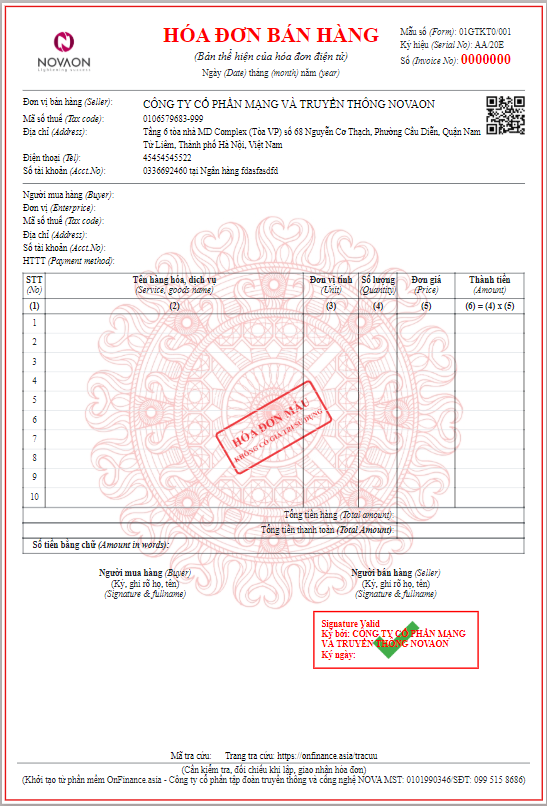 NOVAON
HÓA ĐƠN BÁN HÀNG
(Bản thể hiện của hóa đơn điện tử)
Ngày (Date) tháng (month) năm (year)
Mẫu số (Form): 01GTKT0/001
Ký hiệu (Serial No): AA/20E
Số (Invoice No): 0000000
Đơn vị bán hàng (Seller): CÔNG TY CỔ PHẦN MẠNG VÀ TRUYỀN THÔNG NOVAON
Mã số thuế (Tax code): 0106579683-999
Địa chỉ (Address): Tầng 6 tòa nhà MD Complex (Tòa VP) số 68 Nguyễn Cơ Thạch, Phường Cầu Diễn, Quận Nam
Từ Liêm, Thành phố Hà Nội, Việt Nam
Điện thoại (Tel): 45454545522
Số tài khoản (Acct.No): 0336692460 tại Ngân hàng fdasfasdfd
Người mua hàng (Buyer):
Đơn vị (Enterprice):
Mã số thuế (Tax code):
Địa chỉ (Address):
Số tài khoản (Acct.No):
HTTT (Payment method):
STT Tên hàng hóa, dịch vụ Đơn vị tính Số lượng Đơn giá Thành tiền
(No) (Service, goods name) (Unit) (Quantity) (Price) (Amount)
(1) (2) (3) (4) (5) (6) = (4) x (5)
1
2
3
4
5
6
7
8
9
10
HÓA ĐƠN MẪU
KHÔNG CÓ GIÁ TRỊ SỬ DỤNG
Tổng tiền hàng (Total amount):
Tổng tiền thanh toán (Total Amount):
Số tiền bằng chữ (Amount in words):
Người mua hàng (Buyer) Người bán hàng (Seller)
(Ký, ghi rõ họ, tên) (Ký, ghi rõ họ, tên)
(Signature & fullname) (Signature & fullname)
Signature Valid
Ký bởi: CÔNG TY CỔ PHẦN MẠNG
VÀ TRUYỀN THÔNG NOVAON
Ký ngày:
Mã tra cứu: Trang tra cứu: https://onfinance.asia/tracuu
(Cần kiểm tra, đối chiếu khi lập, giao nhận hóa đơn)
(Khởi tạo từ phần mềm OnFinance.asia - Công ty cổ phần tập đoàn truyền thông và công nghệ NOVA MST: 0101990346/SĐT: 099 515 8686)